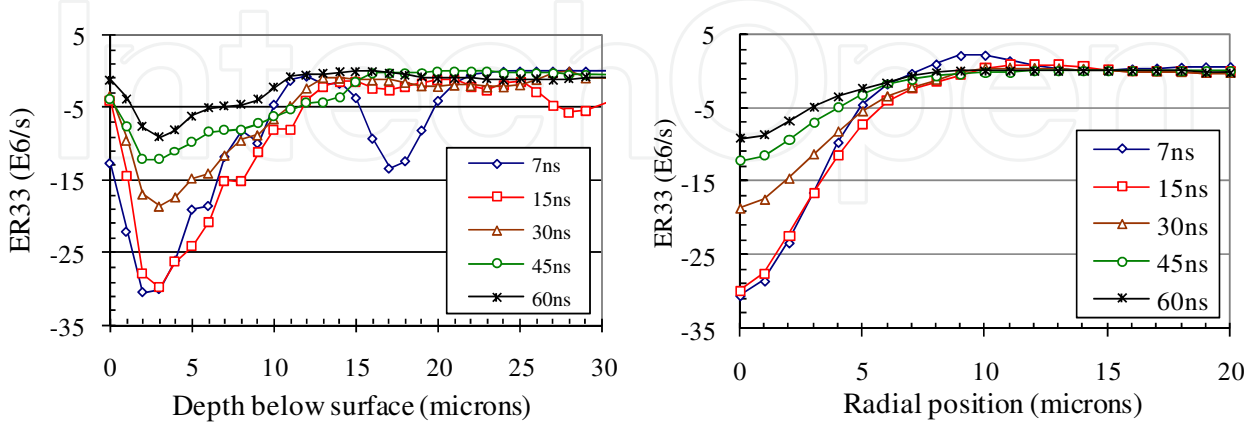 IntechOpen
5
-5
-15
-25
-35
ER33 (E6/s)
0 5 10 15 20 25 30
Depth below surface (microns)
7ns
15ns
30ns
45ns
60ns
5
-5
-15
-25
-35
ER33 (E6/s)
0 5 10 15 20
Radial position (microns)
7ns
15ns
30ns
45ns
60ns